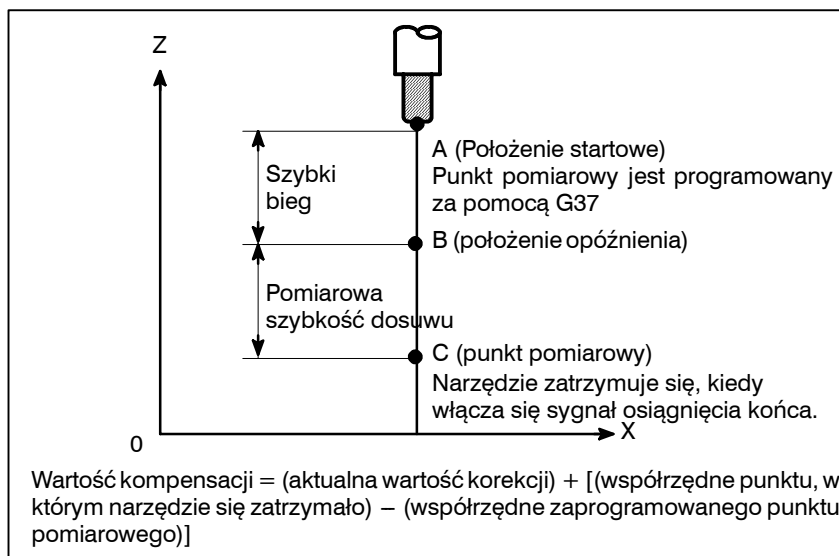 Z
A (Położenie startowe)
Szybki
bieg
Punkt pomiarowy jest programowany
za pomocą G37
B (położenie opóźnienia)
Pomiarowa
szybkość dosuwu
C (punkt pomiarowy)
Narzędzie zatrzymuje się, kiedy
włącza się sygnał osiągnięcia końca.
0
X
Wartość kompensacji = (aktualna wartość korekcji) + [(współrzędne punktu, w
którym narzędzie się zatrzymało) − (współrzędne zaprogramowanego punktu
pomiarowego)]